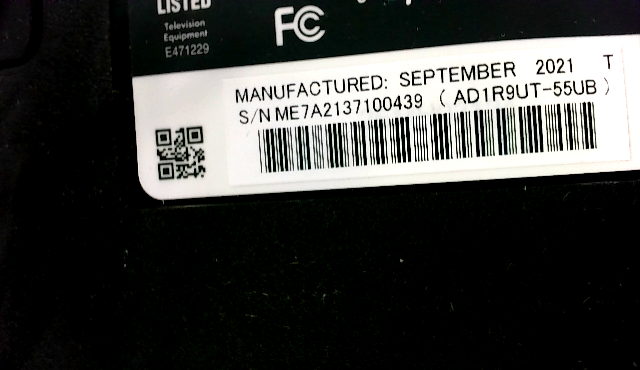 LISTED
Television
Equipment
E471229
FC
MANUFACTURED: SEPTEMBER 2021 T
S/N ME7A2137100439 ( AD1R9UT-55UB )